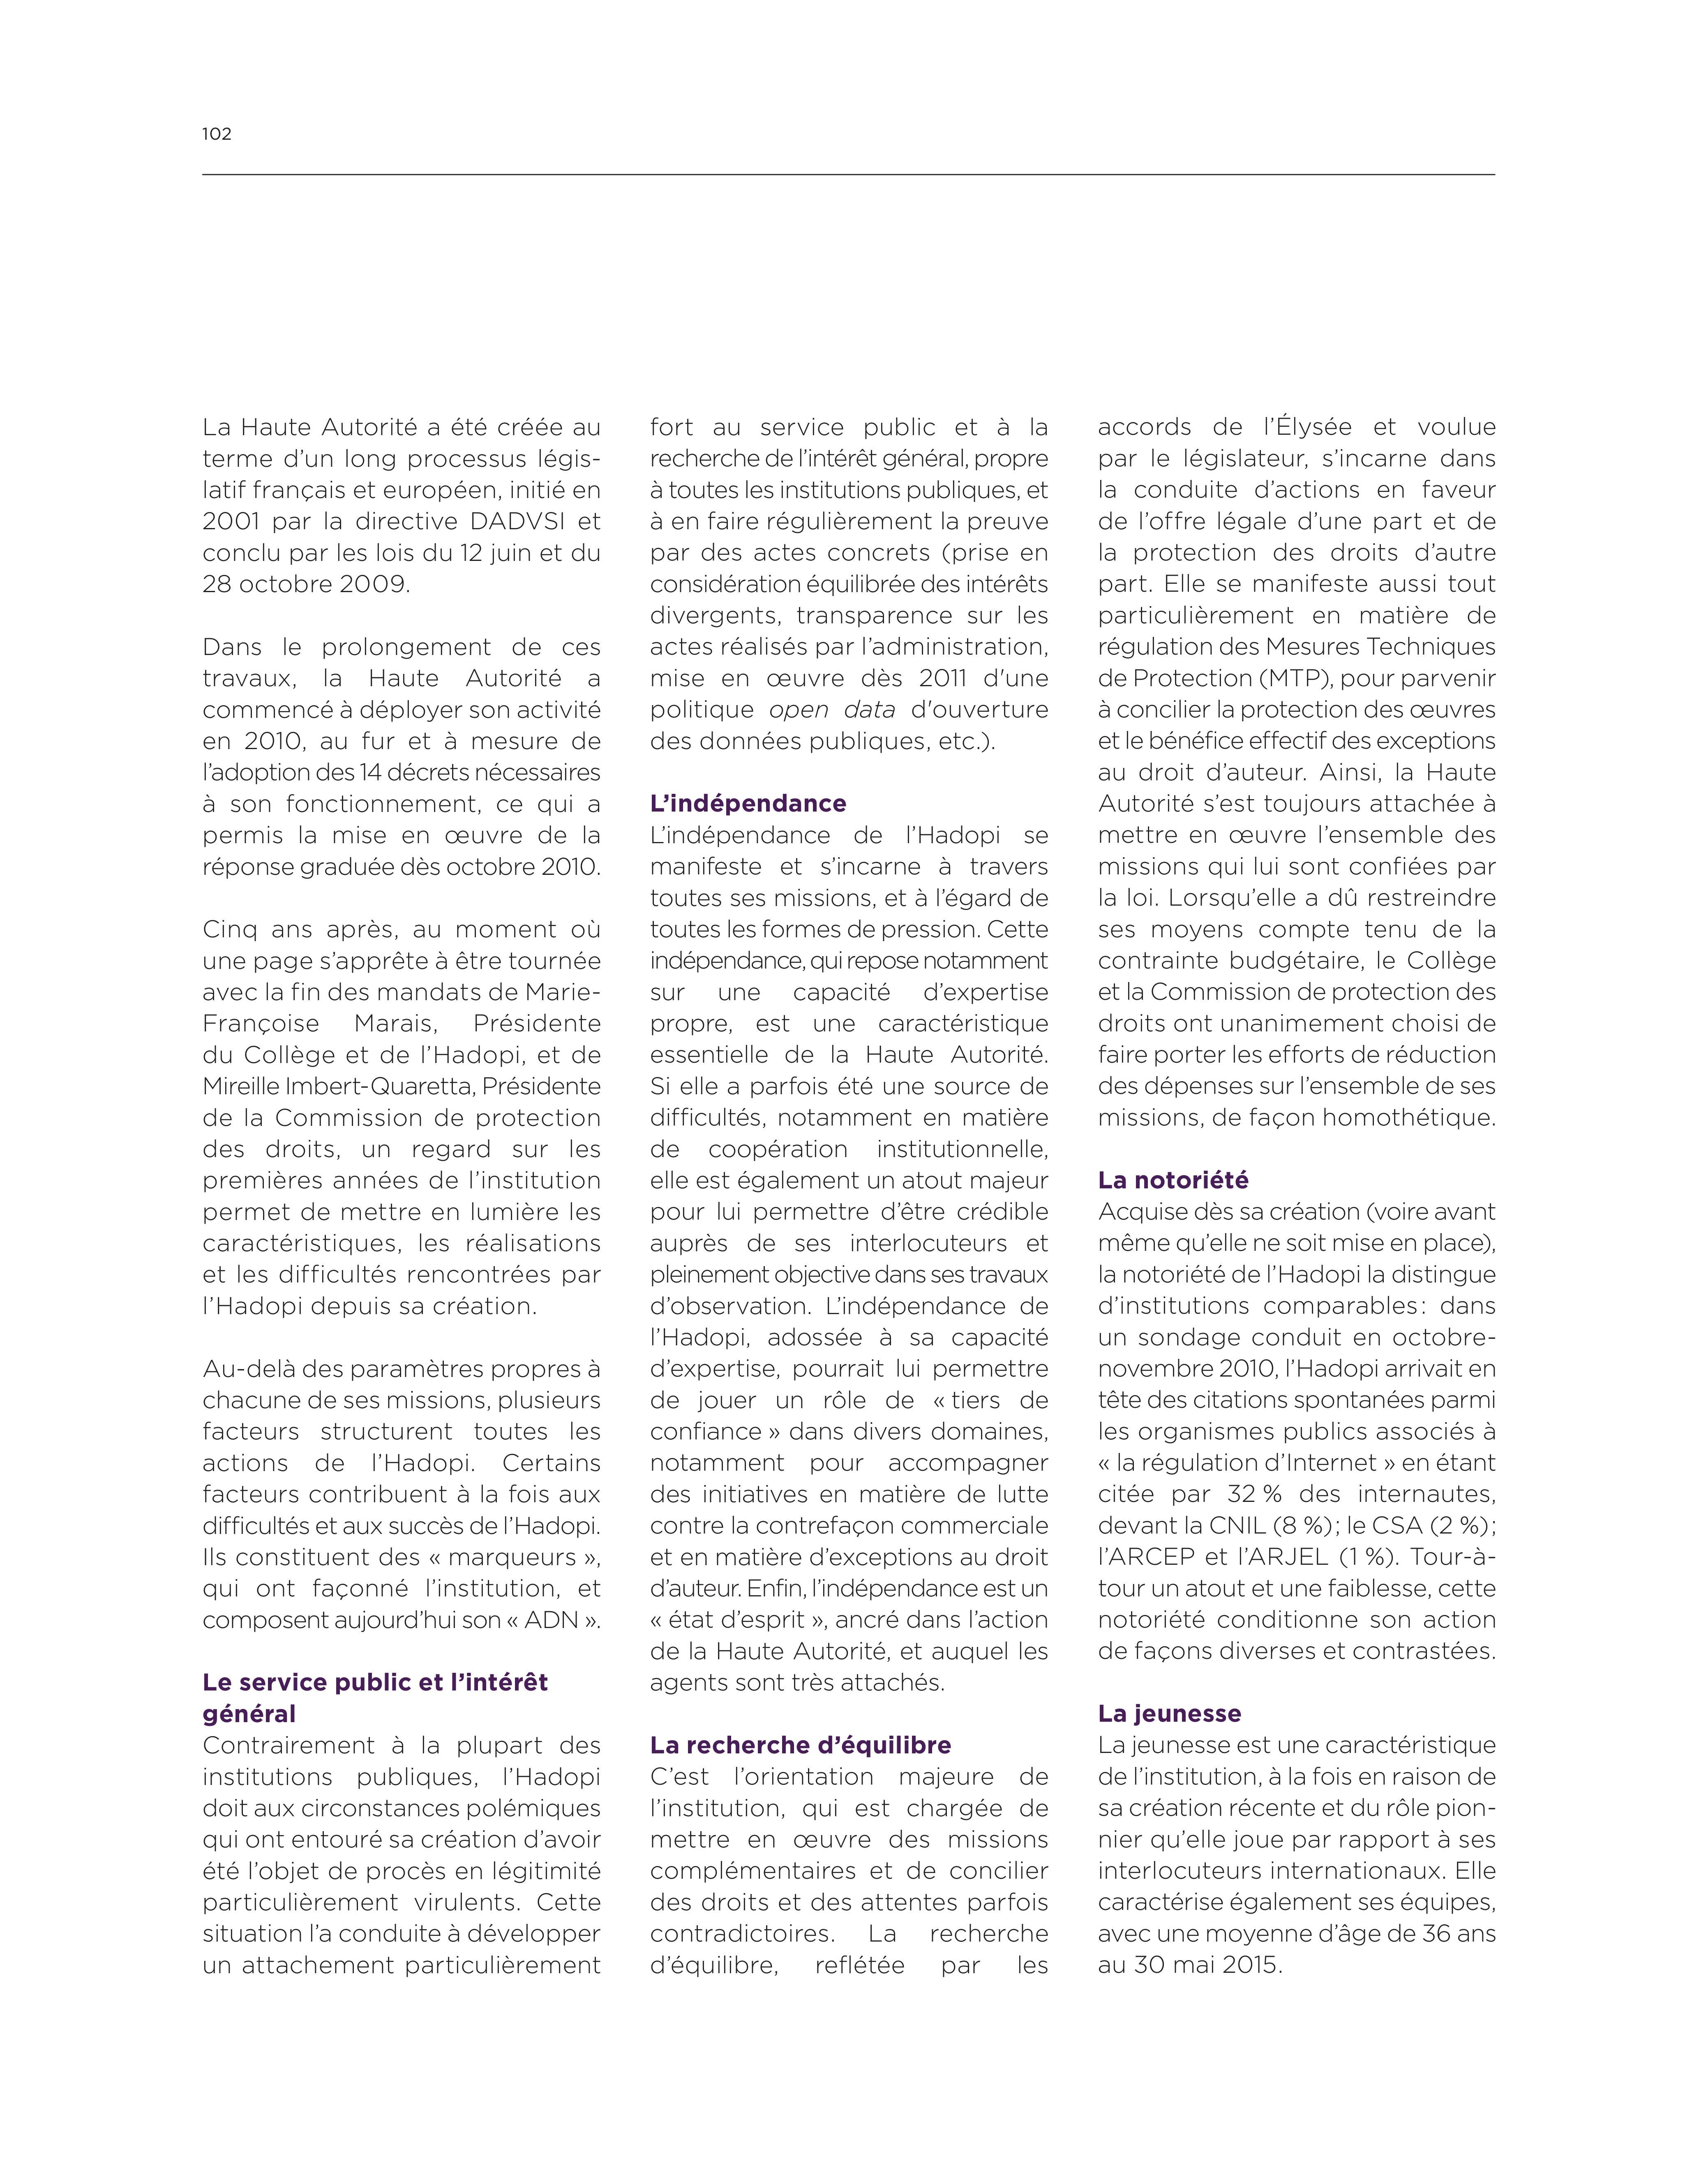 102
La Haute Autorité a été créée au
terme d’un long processus légis-
latif français et européen, initié en
2001 par la directive DADVSI et
conclu par les lois du 12 juin et du
28 octobre 2009.
Dans le prolongement de ces
travaux, la Haute Autorité a
commencé à déployer son activité
en 2010, au fur et à mesure de
l’adoption des 14 décrets nécessaires
à son fonctionnement, ce qui a
permis la mise en œuvre de la
réponse graduée dès octobre 2010.
Cinq ans après, au moment où
une page s’apprête à être tournée
avec la fin des mandats de Marie-
Françoise Marais, Présidente
du Collège et de l’Hadopi, et de
Mireille Imbert-Quaretta, Présidente
de la Commission de protection
des droits, un regard sur les
premières années de l’institution
permet de mettre en lumière les
caractéristiques, les réalisations
et les difficultés rencontrées par
l’Hadopi depuis sa création.
Au-delà des paramètres propres à
chacune de ses missions, plusieurs
facteurs structurent toutes les
actions de l’Hadopi. Certains
facteurs contribuent à la fois aux
difficultés et aux succès de l’Hadopi.
Ils constituent des « marqueurs »,
qui ont façonné l’institution, et
composent aujourd’hui son « ADN ».
Le service public et l’intérêt
général
Contrairement à la plupart des
institutions publiques, l’Hadopi
doit aux circonstances polémiques
qui ont entouré sa création d’avoir
été l’objet de procès en légitimité
particulièrement virulents. Cette
situation l’a conduite à développer
un attachement particulièrement
fort au service public et à la
recherche de l’intérêt général, propre
à toutes les institutions publiques, et
à en faire régulièrement la preuve
par des actes concrets (prise en
considération équilibrée des intérêts
divergents, transparence sur les
actes réalisés par l’administration,
mise en œuvre dès 2011 d'une
politique open data d'ouverture
des données publiques, etc.).
L’indépendance
L’indépendance de l’Hadopi se
manifeste et s’incarne à travers
toutes ses missions, et à l’égard de
toutes les formes de pression. Cette
indépendance, qui repose notamment
sur une capacité d’expertise
propre, est une caractéristique
essentielle de la Haute Autorité.
Si elle a parfois été une source de
difficultés, notamment en matière
de coopération institutionnelle,
elle est également un atout majeur
pour lui permettre d’être crédible
auprès de ses interlocuteurs et
pleinement objective dans ses travaux
d’observation. L’indépendance de
l’Hadopi, adossée à sa capacité
d’expertise, pourrait lui permettre
de jouer un rôle de « tiers de
confiance » dans divers domaines,
notamment pour accompagner
des initiatives en matière de lutte
contre la contrefaçon commerciale
et en matière d’exceptions au droit
d’auteur. Enfin, l’indépendance est un
« état d’esprit », ancré dans l’action
de la Haute Autorité, et auquel les
agents sont très attachés.
La recherche d’équilibre
C’est l’orientation majeure de
l’institution, qui est chargée de
mettre en œuvre des missions
complémentaires et de concilier
des droits et des attentes parfois
contradictoires. La recherche
d’équilibre, reflétée par les
accords de l’Élysée et voulue
par le législateur, s’incarne dans
la conduite d’actions en faveur
de l’offre légale d’une part et de
la protection des droits d’autre
part. Elle se manifeste aussi tout
particulièrement en matière de
régulation des Mesures Techniques
de Protection (MTP), pour parvenir
à concilier la protection des œuvres
et le bénéfice effectif des exceptions
au droit d’auteur. Ainsi, la Haute
Autorité s’est toujours attachée à
mettre en œuvre l’ensemble des
missions qui lui sont confiées par
la loi. Lorsqu’elle a dû restreindre
ses moyens compte tenu de la
contrainte budgétaire, le Collège
et la Commission de protection des
droits ont unanimement choisi de
faire porter les efforts de réduction
des dépenses sur l’ensemble de ses
missions, de façon homothétique.
La notoriété
Acquise dès sa création (voire avant
même qu’elle ne soit mise en place),
la notoriété de l’Hadopi la distingue
d’institutions comparables : dans
un sondage conduit en octobre-
novembre 2010, l’Hadopi arrivait en
tête des citations spontanées parmi
les organismes publics associés à
« la régulation d’Internet » en étant
citée par 32 % des internautes,
devant la CNIL (8 %) ; le CSA (2 %) ;
l’ARCEP et l’ARJEL (1 %). Tour-à-
tour un atout et une faiblesse, cette
notoriété conditionne son action
de façons diverses et contrastées.
La jeunesse
La jeunesse est une caractéristique
de l’institution, à la fois en raison de
sa création récente et du rôle pion-
nier qu’elle joue par rapport à ses
interlocuteurs internationaux. Elle
caractérise également ses équipes,
avec une moyenne d’âge de 36 ans
au 30 mai 2015.